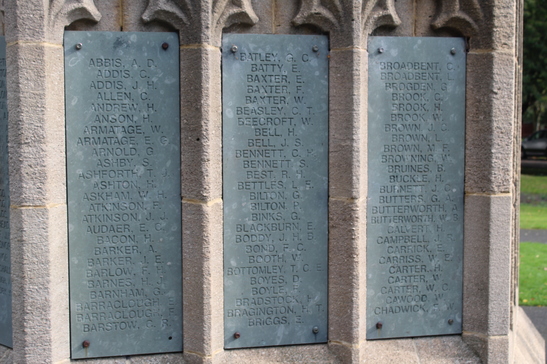 ABBIS, A. D.
ADDIS, C.
ADDIS, J. H.
ALLEN, C.
ANDREW, H.
ANSON, H.
ARMATAGE, W.
ARMATAGE, E. G.
ARNOLD, G.
ASHBY, S.
ASHFORTH, T.
ASHTON, H.
ASKHAM, W.
ATKINSON, F.
ATKINSON, J. J.
AUDAER, E. C.
BACON, H.
BARKER, A.
BARKER, J. E.
BARLOW, F.
BARNES,
BARNHAM, G.
BARRACLOUGH, E.
BARRACLOUGH, F.
BARSTOW, C. R.
BATLEY, G. C.
BATTY, E.
BAXTER, E.
BAXTER, F.
BAXTER, W.
BEASLEY, C. T.
BEECROFT, W.
BELL, H.
BELL, J. S.
BENNETT, C. F.
BENNETT, S.
BEST, R.
BETTLES, L. F.
BILTON, G.
BILTON, P.
BINKS, G.
BLACKBURN, E.
BODDY, J. H. B.
BOND, F. C.
BOOTH, W.
BOTTOMLEY, T. C. E.
BOYES, D.
BOYLE, P.
BRADSTOCK,
BRAGINGTON, H. T.
BRIGGS, E.
BROADBENT, C.
BROADBENT, L.
BROGDEN, G.
BROOK, C.
BROOK, H.
BROOK, W.
BROWN, J. C.
BROWN, L.
BROWN, M. F.
BROWNING, W.
BRUINES, B.
BUCKLE, H.
BURNETT, J. D.
BUTTERS, G. A.
BUTTERWORTH, A.
BUTTERWORTH, W. S.
CALVERT, H.
CAMPBELL, J.
CARRICK, E.
CARRISS, W. E.
CARTER, H.
CARTER, W.
CARTER, W. C.
CAWOOD, W.
CHADWICK, F. C.